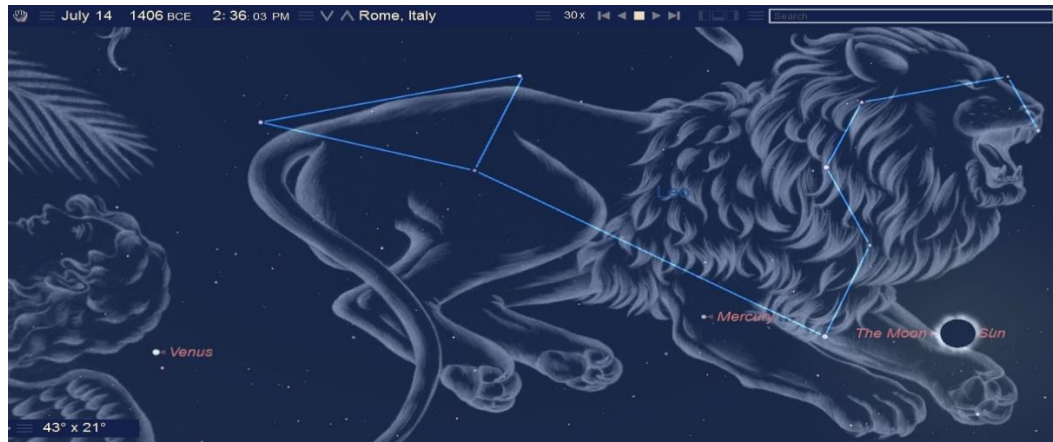 July 14 1406 BCE 2: 36: 03 PM Rome, Italy 30x Search
Leo
Mercury
The Moon Sun
Venus
43° x 21°